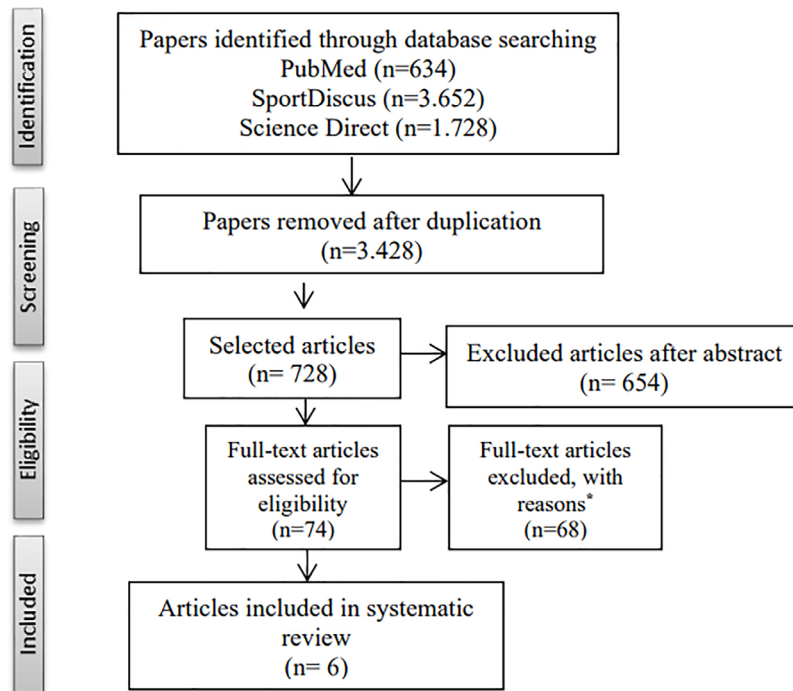 Identification
Papers identified through database searching
PubMed (n=634)
SportDiscus (n=3.652)
Science Direct (n=1.728)
Screening
Papers removed after duplication
(n=3.428)
Selected articles
(n= 728)
Excluded articles after abstract
(n= 654)
Eligibility
Full-text articles
assessed for
eligibility
(n=74)
Full-text articles
excluded, with
reasons*
(n=68)
Included
Articles included in systematic
review
(n= 6)